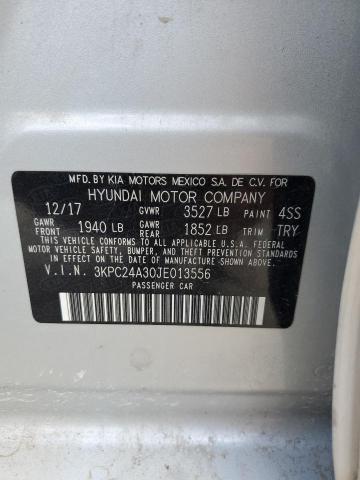 MFD.BY KIA MOTORS MEXICO S.A. DE C.V. FOR
HYUNDAI MOTOR COMPANY
12/17 GVWR 3527 LB PAINT 4SS
GAWR FRONT 1940 LB GAWR REAR 1852 LB TRIM TRY
THIS VEHICLE CONFORMS TO ALL APPLICABLE U.S.A. FEDERAL
MOTOR VEHICLE SAFETY, BUMPER, AND THEFT PREVENTION STANDARDS
IN EFFECT ON THE DATE OF MANUFACTURE SHOWN ABOVE.
V.I.N. 3KPC24A30JE013556
PASSENGER CAR